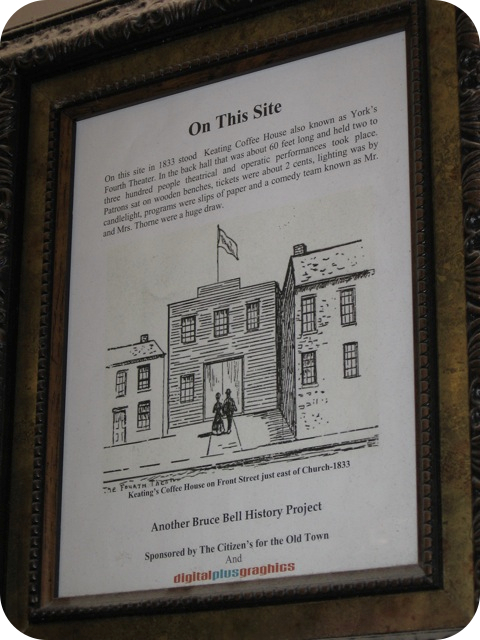 On This Site
On this site in 1833 stood Keating Coffee House also known as York's
Fourth Theater. In the back hall that was about 60 feet long and held two to
three hundred people theatrical and operatic performances took place.
Patrons sat on wooden benches, tickets were about 2 cents, lighting was by
candlelight, programs were slips of paper and a comedy team known as Mr.
and Mrs. Thorne were a huge draw.
THE FOURTH THEATRE
Keating's Coffee House on Front Street just east of Church-1833
Another Bruce Bell History Project
Sponsored by The Citizen's for the Old Town
And
digitalplusgraphics